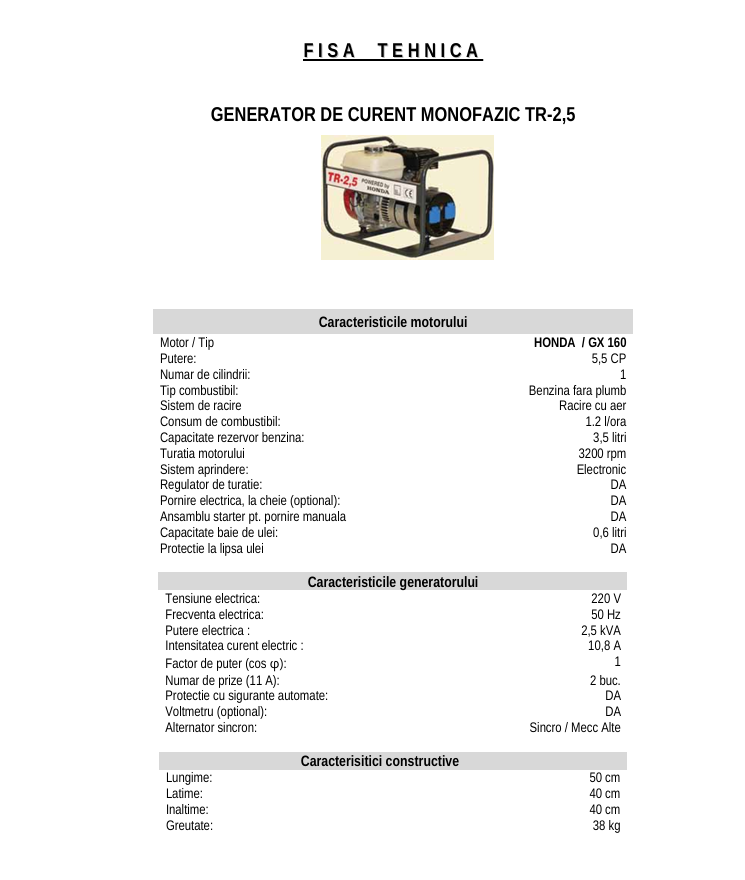 FISA TEHNICA
GENERATOR DE CURENT MONOFAZIC TR-2,5
TR-2,5 POWERED by HONDA CE
Caracteristicile motorului
Motor / Tip HONDA / GX 160
Putere: 5,5 CP
Numar de cilindrii: 1
Tip combustibil: Benzina fara plumb
Sistem de racire Racire cu aer
Consum de combustibil: 1.2 l/ora
Capacitate rezervor benzina: 3,5 litri
Turatia motorului 3200 rpm
Sistem aprindere: Electronic
Regulator de turatie: DA
Pornire electrica, la cheie (optional): DA
Ansamblu starter pt. pornire manuala DA
Capacitate baie de ulei: 0,6 litri
Protectie la lipsa ulei DA
Caracteristicile generatorului
Tensiune electrica: 220 V
Frecventa electrica: 50 Hz
Putere electrica : 2,5 kVA
Intensitatea curent electric : 10,8 A
Factor de puter (cos φ): 1
Numar de prize (11 A): 2 buc.
Protectie cu sigurante automate: DA
Voltmetru (optional): DA
Alternator sincron: Sincro / Mecc Alte
Caracterisitici constructive
Lungime: 50 cm
Latime: 40 cm
Inaltime: 40 cm
Greutate: 38 kg